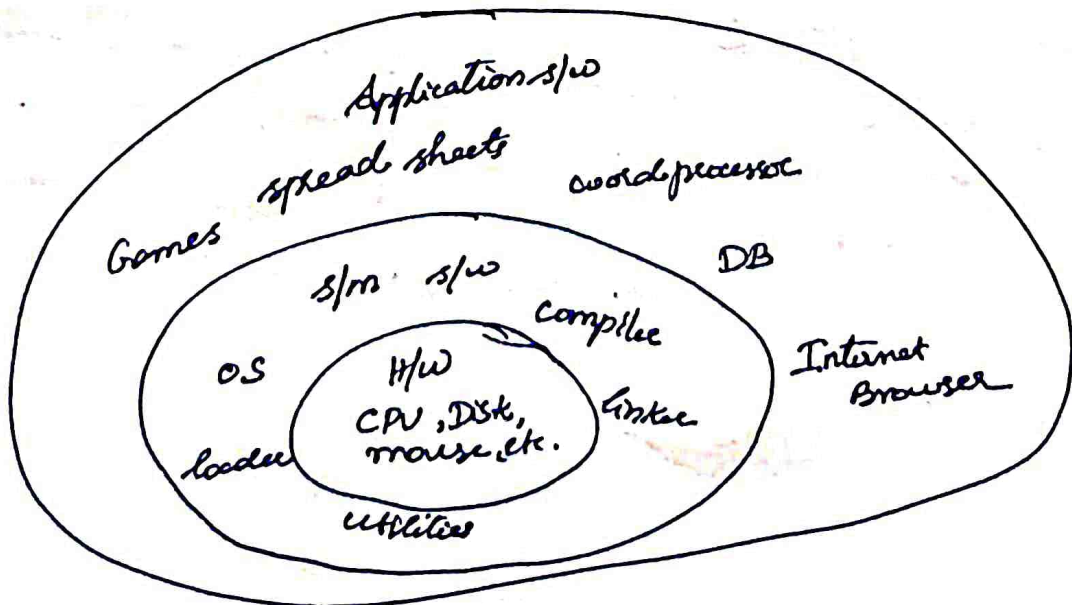 Application s/w
spread sheets
word processor
Games
DB
s/m s/w
compiler
OS
H/W
Internet
Browser
CPU, Disk,
mouse, etc.
linker
loader
utilities